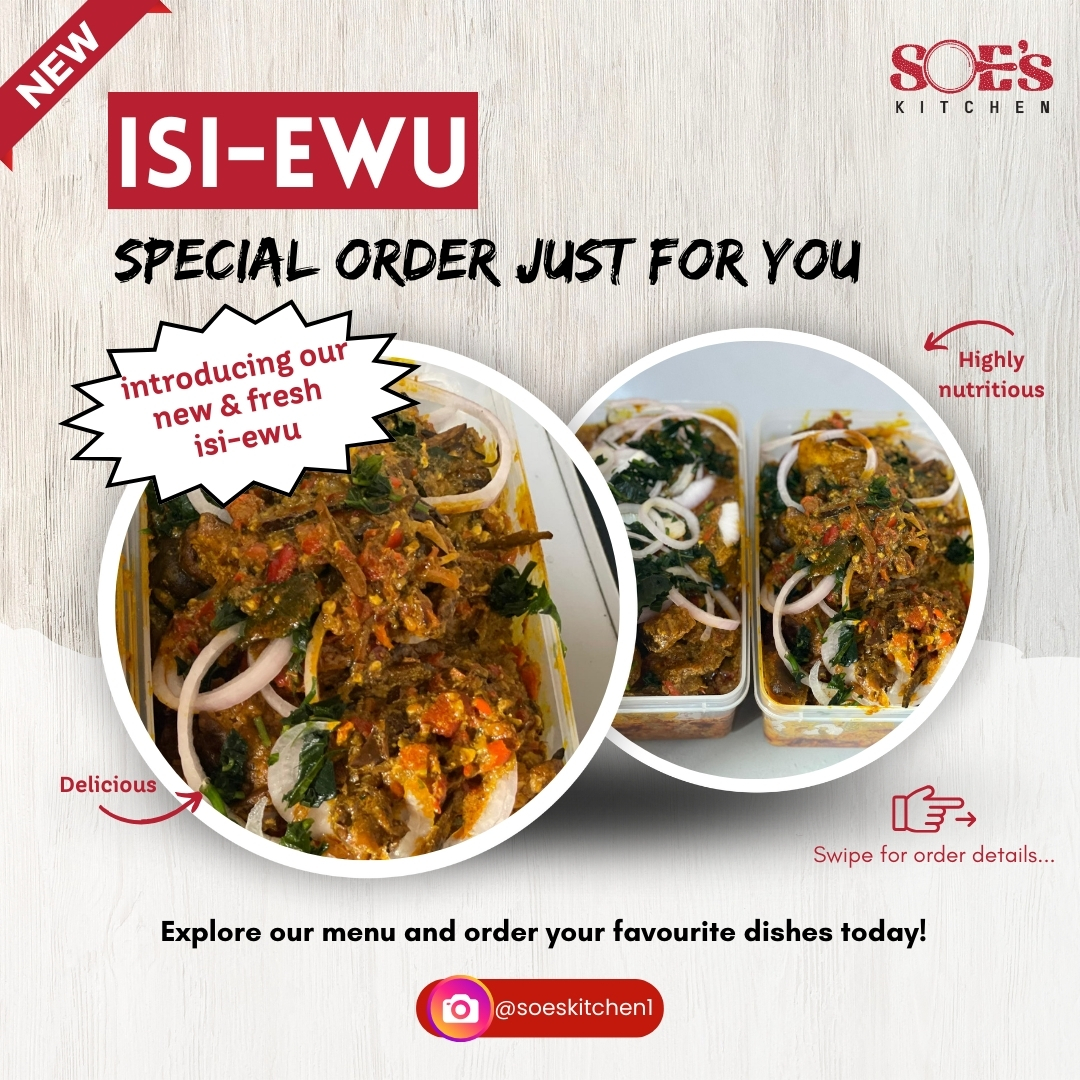 NEW
SOE'S
KITCHEN
ISI-EWU
SPECIAL ORDER JUST FOR YOU
introducing our
new & fresh
isi-ewu
Highly
nutritious
Delicious
Swipe for order details...
Explore our menu and order your favourite dishes today!
@soeskitchen1